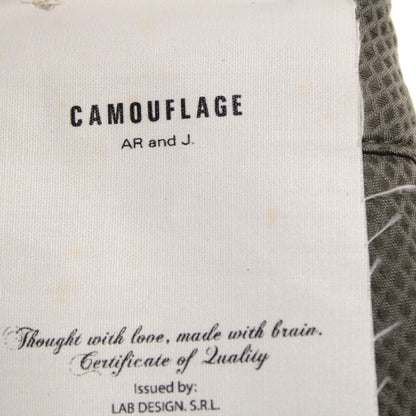 CAMOUFLAGE
AR and J.
Thought with love, made with brain.
Certificate of Quality
Issued by:
LAB DESIGN. S.R.L.